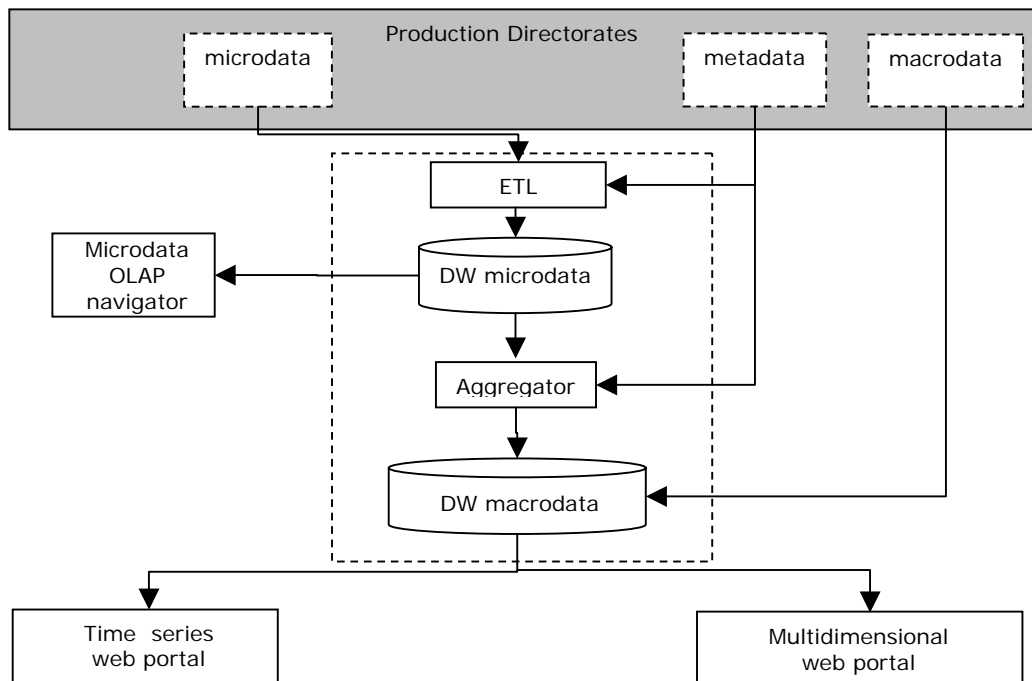 Production Directorates
microdata
metadata
macrodata
ETL
Microdata
OLAP
navigator
DW microdata
Aggregator
DW macrodata
Time series
web portal
Multidimensional
web portal